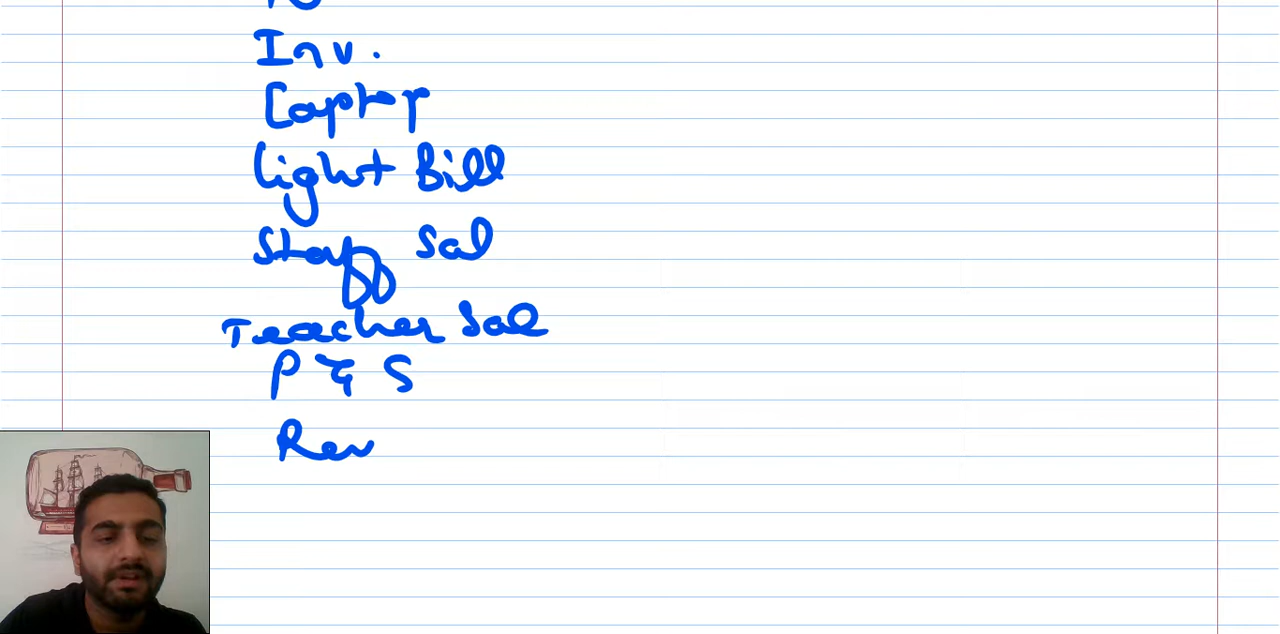 Inv.
Laptop
Light Bill
Staff Sal
Teacher Sal
P & S
Rev